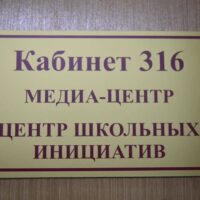 Кабинет 316
МЕДИА-ЦЕНТР
ЦЕНТР ШКОЛЬНЫХ
ИНИЦИАТИВ